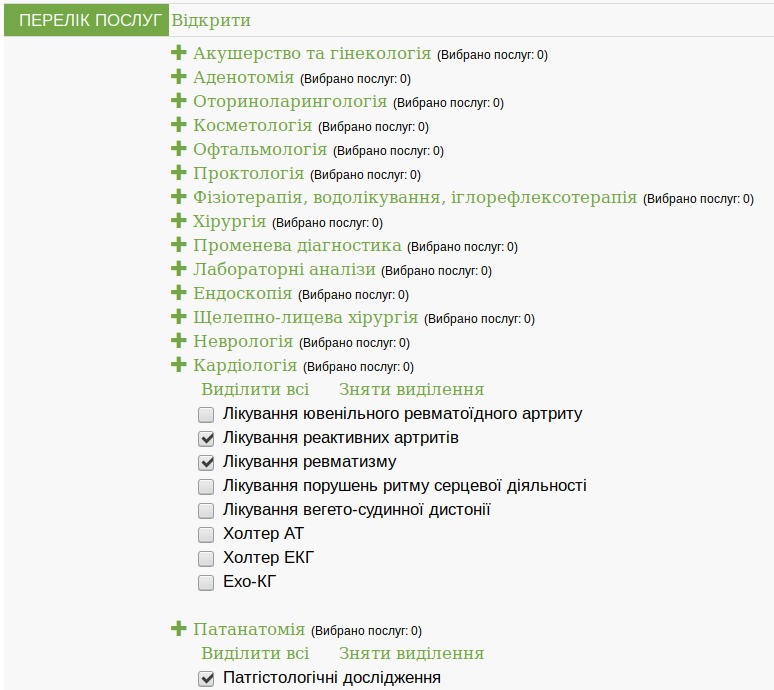 ПЕРЕЛІК ПОСЛУГ Відкрити
Акушерство та гінекологія (Вибрано послуг: 0)
Аденотомія (Вибрано послуг: 0)
Оториноларингологія (Вибрано послуг: 0)
Косметологія (Вибрано послуг: 0)
Офтальмологія (Вибрано послуг: 0)
Проктологія (Вибрано послуг: 0)
Фізіотерапія, водолікування, іглорефлексотерапія (Вибрано послуг: 0)
Хірургія (Вибрано послуг: 0)
Променева діагностика (Вибрано послуг: 0)
Лабораторні аналізи (Вибрано послуг: 0)
Ендоскопія (Вибрано послуг: 0)
Щелепно-лицева хірургія (Вибрано послуг: 0)
Неврологія (Вибрано послуг: 0)
Кардіологія (Вибрано послуг: 0)
Виділити всі Зняти виділення
Лікування ювенільного ревматоїдного артриту
Лікування реактивних артритів
Лікування ревматизму
Лікування порушень ритму серцевої діяльності
Лікування вегето-судинної дистонії
Холтер АТ
Холтер ЕКГ
Ехо-КГ
Патанатомія (Вибрано послуг: 0)
Виділити всі Зняти виділення
Патгістологічні дослідження